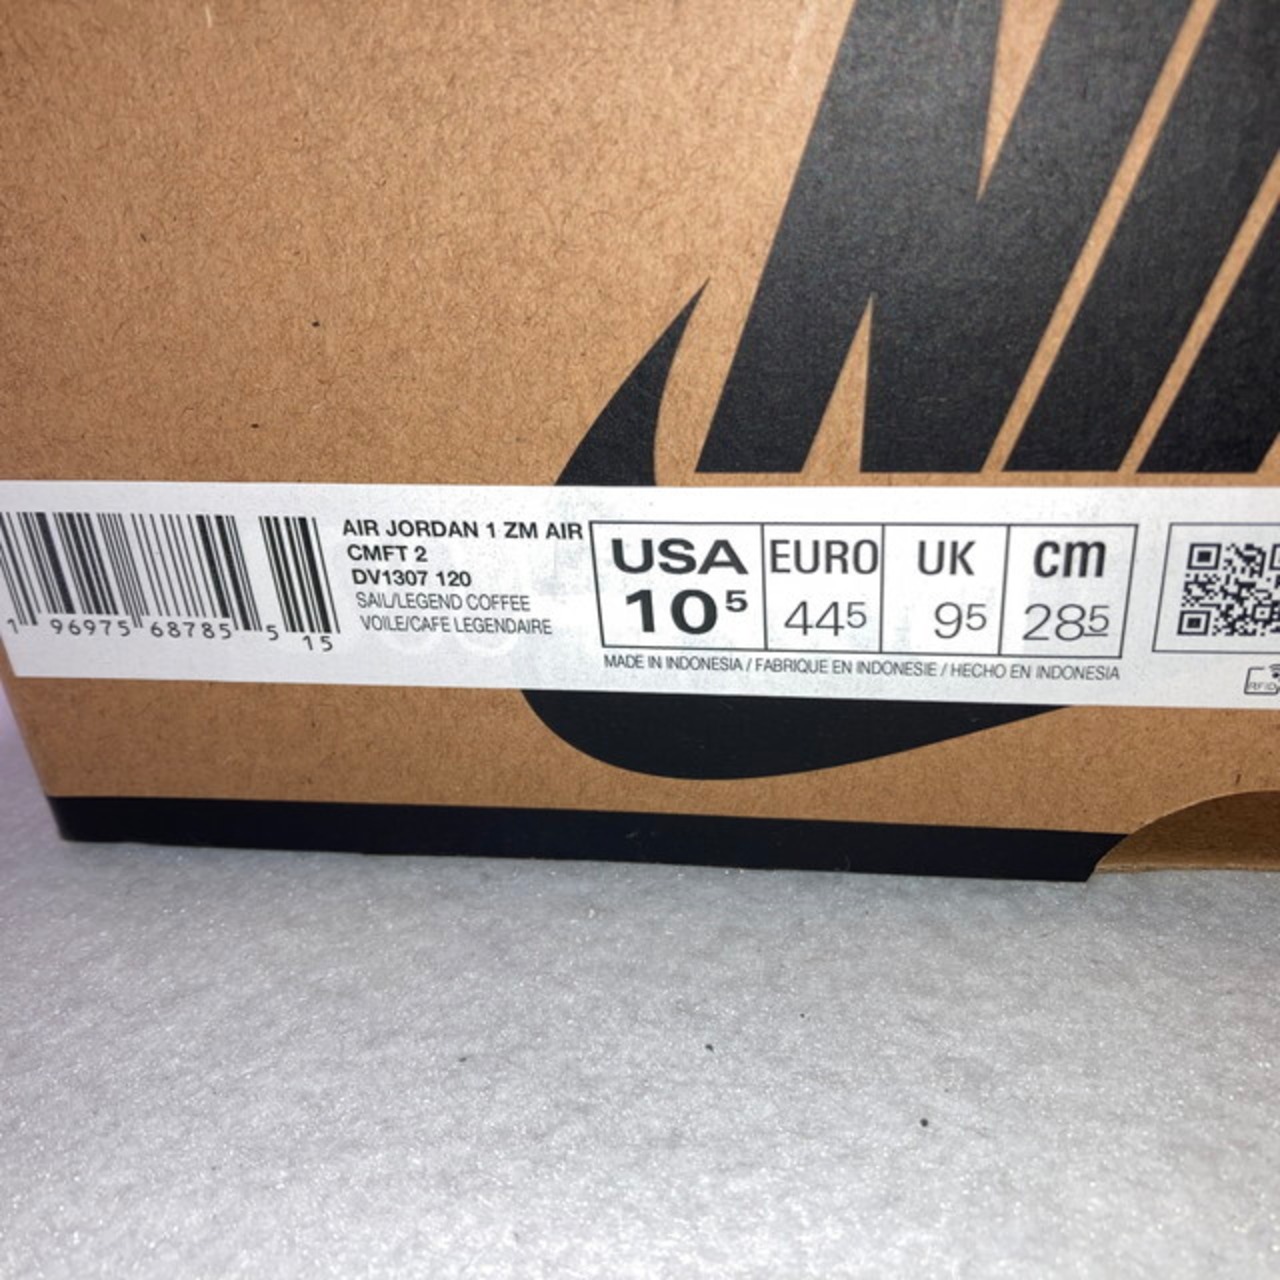 AIR JORDAN 1 ZM AIR
CMFT 2
DV1307 120
SAIL/LEGEND COFFEE
VOILE/CAFE LEGENDAIRE
1 96975 68785 5
15
USA EURO UK cm
10⁵ 44⁵ 9⁵ 28⁵
MADE IN INDONESIA / FABRIQUE EN INDONESIE / HECHO EN INDONESIA
RFID